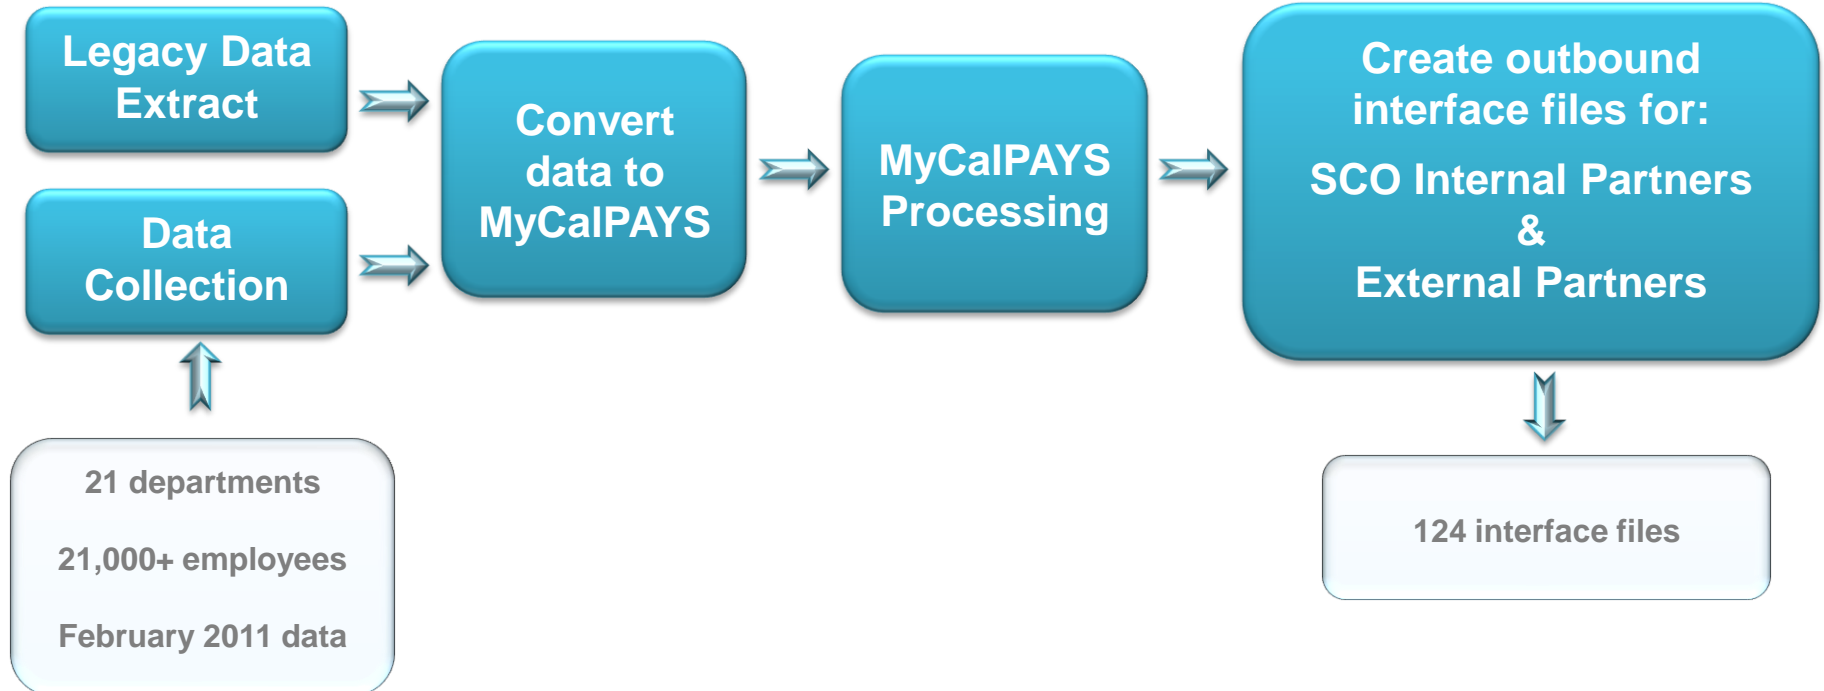 Legacy Data
Extract
Data
Collection
21 departments
21,000+ employees
February 2011 data
Convert
data to
MyCalPAYS
MyCalPAYS
Processing
Create outbound
interface files for:
SCO Internal Partners
&
External Partners
124 interface files